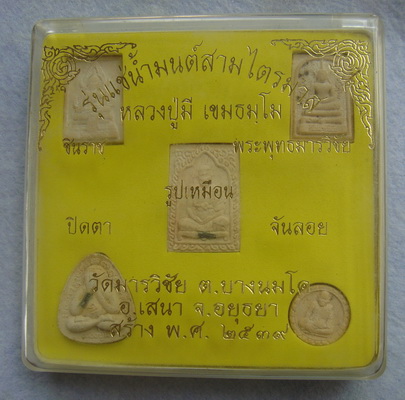 รุ่นแช่น้ำมนต์สามไตรมาส
หลวงปู่มี เขมธมฺโม
ชินราช พระพุทธมารวิชัย
รูปเหมือน
ปิดตา จันลอย
วัดมารวิชัย ต.บางนมโค
อ.เสนา จ.อยุธยา
สร้าง พ.ศ. ๒๕๓๙